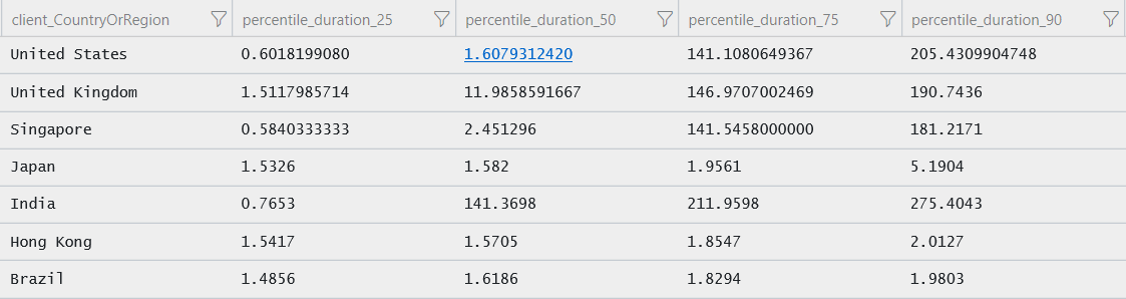 client_CountryOrRegion percentile_duration_25 percentile_duration_50 percentile_duration_75 percentile_duration_90
United States 0.6018199080 1.6079312420 141.1080649367 205.4309904748
United Kingdom 1.5117985714 11.9858591667 146.9707002469 190.7436
Singapore 0.5840333333 2.451296 141.5458000000 181.2171
Japan 1.5326 1.582 1.9561 5.1904
India 0.7653 141.3698 211.9598 275.4043
Hong Kong 1.5417 1.5705 1.8547 2.0127
Brazil 1.4856 1.6186 1.8294 1.9803